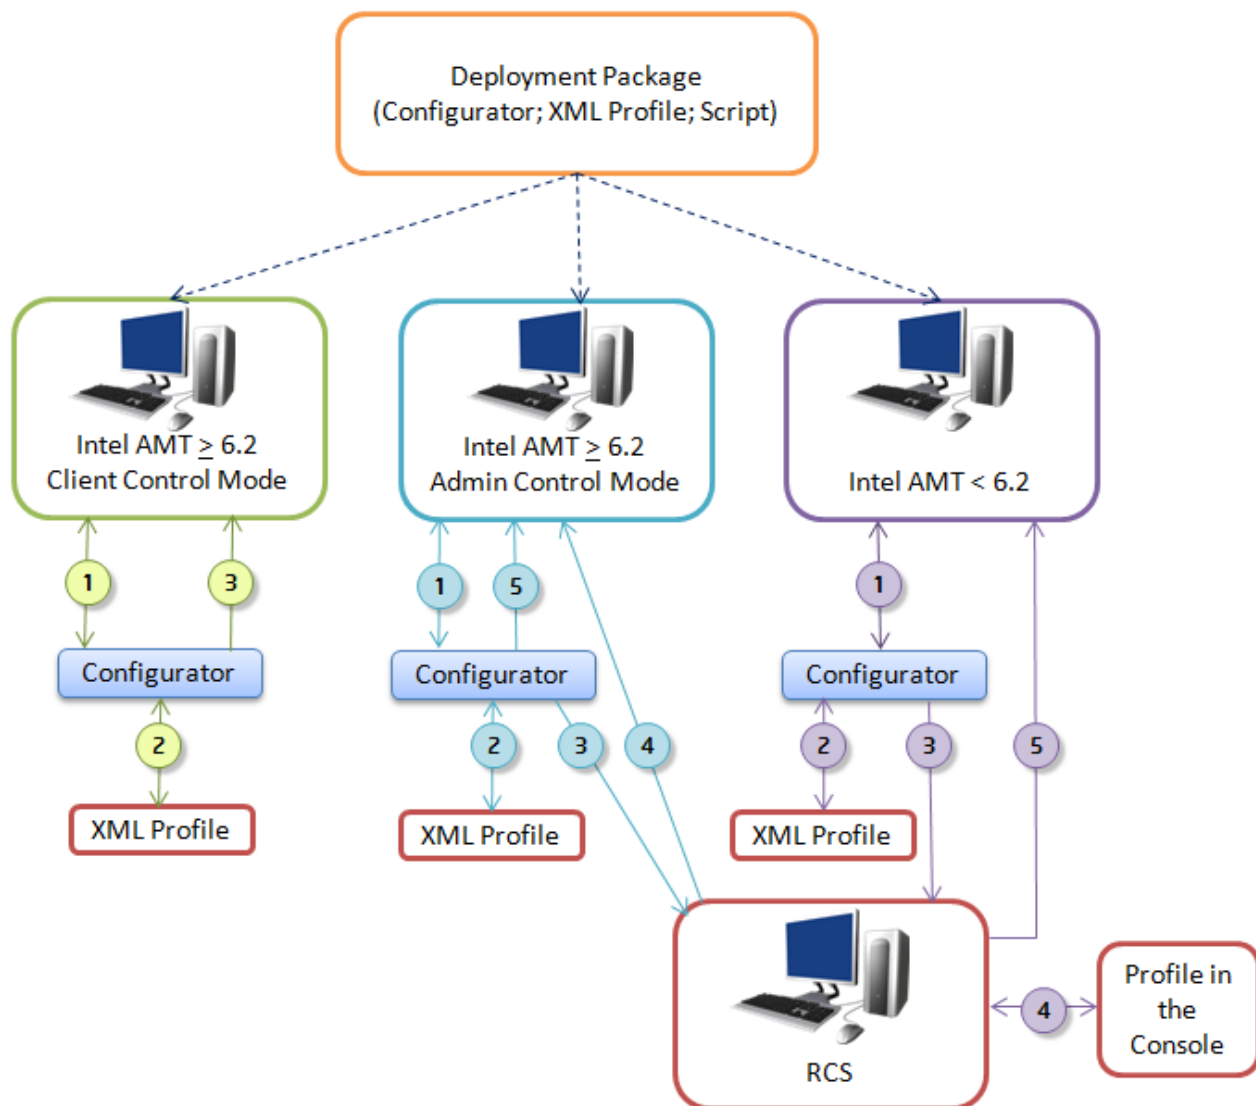 Deployment Package
(Configurator; XML Profile; Script)
Intel AMT ≥ 6.2
Client Control Mode
Intel AMT ≥ 6.2
Admin Control Mode
Intel AMT < 6.2
1
3
1
5
1
Configurator
Configurator
Configurator
2
2
3
4
2
3
5
XML Profile
XML Profile
XML Profile
RCS
4
Profile in
the
Console